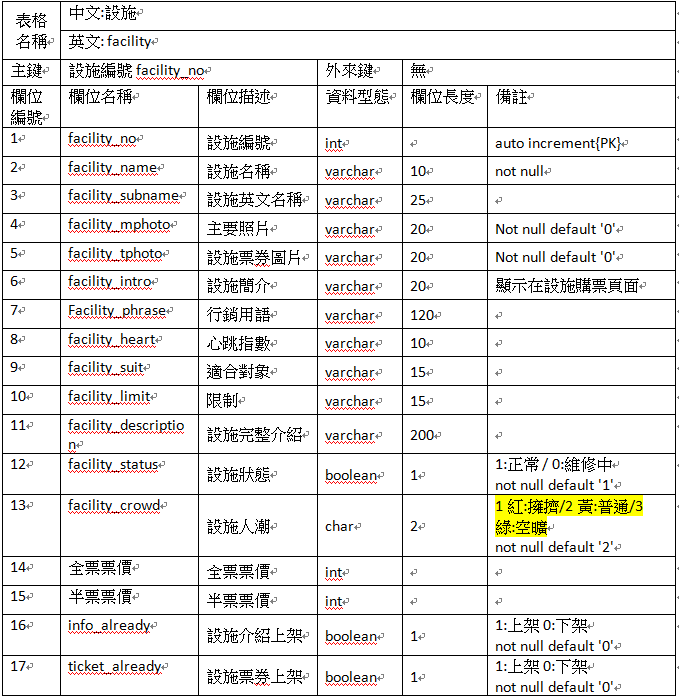 表格名稱 中文:設施
英文: facility
主鍵 設施編號 facility_no 外來鍵 無
欄位編號 欄位名稱 欄位描述 資料型態 欄位長度 備註
1 facility_no 設施編號 int auto increment{PK}
2 facility_name 設施名稱 varchar 10 not null
3 facility_subname 設施英文名稱 varchar 25
4 facility_mphoto 主要照片 varchar 20 Not null default '0'
5 facility_tphoto 設施票券圖片 varchar 20 Not null default '0'
6 facility_intro 設施簡介 varchar 20 顯示在設施購票頁面
7 Facility_phrase 行銷用語 varchar 120
8 facility_heart 心跳指數 varchar 10
9 facility_suit 適合對象 varchar 15
10 facility_limit 限制 varchar 15
11 facility_description 設施完整介紹 varchar 200
12 facility_status 設施狀態 boolean 1 1:正常 / 0:維修中
not null default '1'
13 facility_crowd 設施人潮 char 2 1 紅:擁擠/2 黃:普通/3
綠:空曠
not null default '2'
14 全票票價 全票票價 int
15 半票票價 半票票價 int
16 info_already 設施介紹上架 boolean 1 1:上架 0:下架
not null default '0'
17 ticket_already 設施票券上架 boolean 1 1:上架 0:下架
not null default '0'